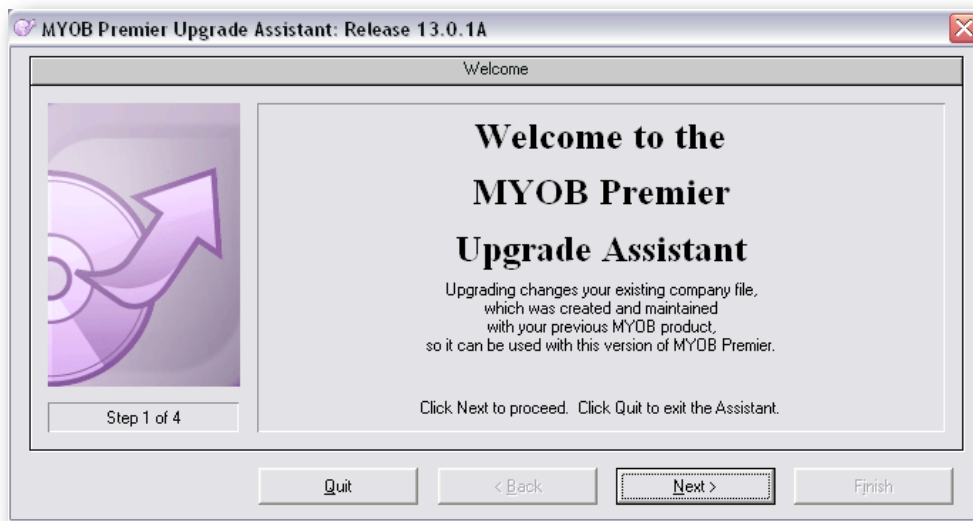 MYOB Premier Upgrade Assistant: Release 13.0.1A
Welcome
Welcome to the
MYOB Premier
Upgrade Assistant
Upgrading changes your existing company file,
which was created and maintained
with your previous MYOB product,
so it can be used with this version of MYOB Premier.
Click Next to proceed. Click Quit to exit the Assistant.
Step 1 of 4
Quit
< Back
Next >
Finish